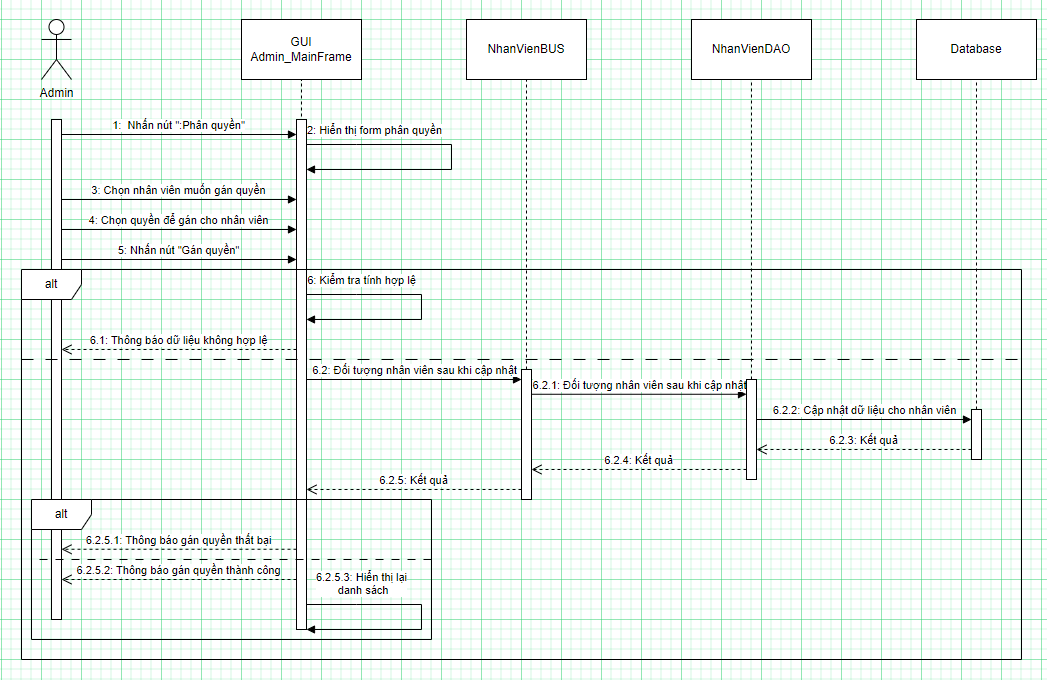 GUI
Admin_MainFrame
NhanVienBUS
NhanVienDAO
Database
Admin
1: Nhấn nút ":Phân quyền"
2: Hiển thị form phân quyền
3: Chọn nhân viên muốn gán quyền
4: Chọn quyền để gán cho nhân viên
5: Nhấn nút "Gán quyền"
alt
6: Kiểm tra tính hợp lệ
6.1: Thông báo dữ liệu không hợp lệ
6.2: Đối tượng nhân viên sau khi cập nhật
6.2.1: Đối tượng nhân viên sau khi cập nhật
6.2.2: Cập nhật dữ liệu cho nhân viên
6.2.3: Kết quả
6.2.4: Kết quả
6.2.5: Kết quả
alt
6.2.5.1: Thông báo gán quyền thất bại
6.2.5.2: Thông báo gán quyền thành công
6.2.5.3: Hiển thị lại
danh sách